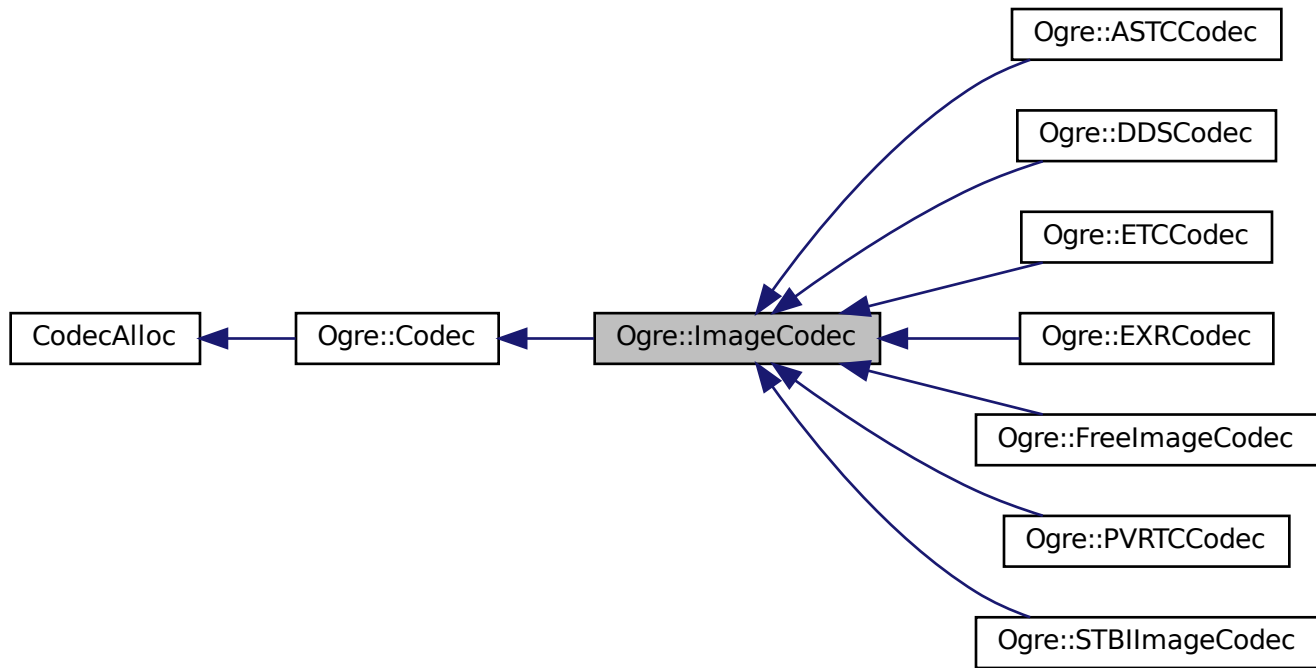 Ogre::ASTCCodec
Ogre::DDSCodec
Ogre::ETCCodec
CodecAlloc
Ogre::Codec
Ogre::ImageCodec
Ogre::EXRCodec
Ogre::FreeImageCodec
Ogre::PVRTCCodec
Ogre::STBIImageCodec